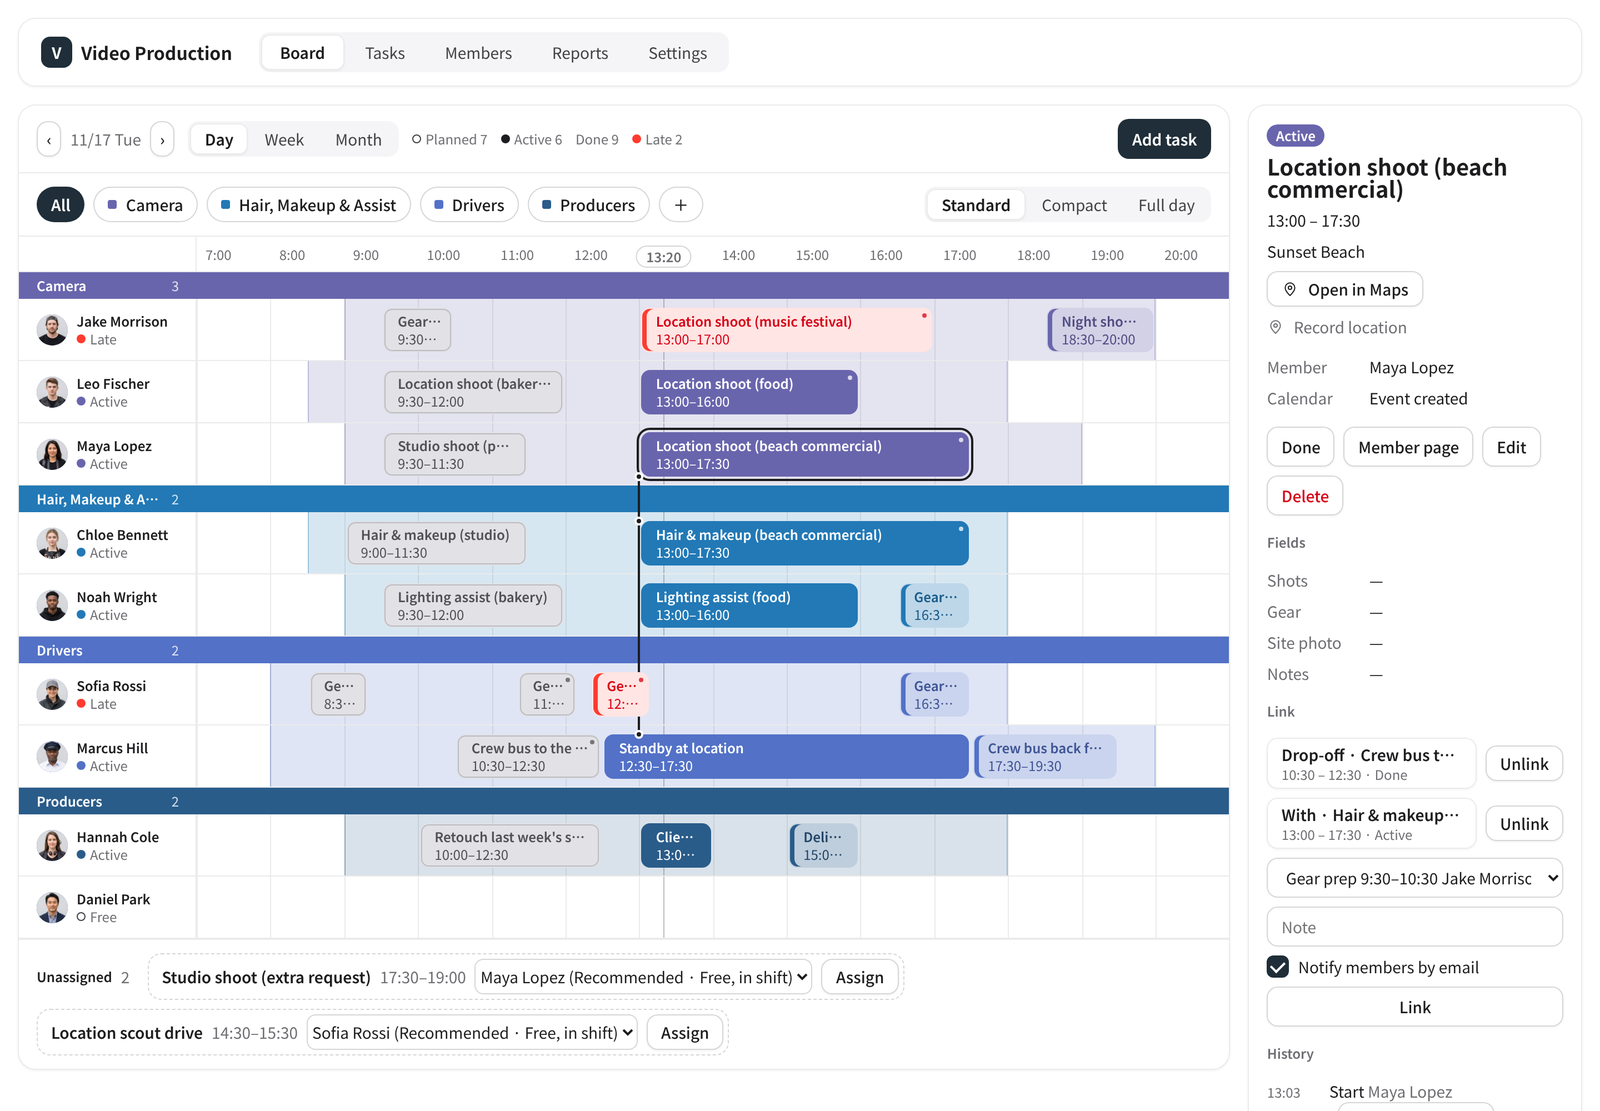 V Video Production Board Tasks Members Reports Settings
‹ 11/17 Tue › Day Week Month Planned 7 Active 6 Done 9 Late 2 Add task
All Camera Hair, Makeup & Assist Drivers Producers + Standard Compact Full day
7:00 8:00 9:00 10:00 11:00 12:00 13:20 14:00 15:00 16:00 17:00 18:00 19:00 20:00
Camera 3
Jake Morrison
Late
Gear···
9:30···
Location shoot (music festival)
13:00–17:00
Night sho···
18:30–20:00
Leo Fischer
Active
Location shoot (baker···
9:30–12:00
Location shoot (food)
13:00–16:00
Maya Lopez
Active
Studio shoot (p···
9:30–11:30
Location shoot (beach commercial)
13:00–17:30
Hair, Makeup & A··· 2
Chloe Bennett
Active
Hair & makeup (studio)
9:00–11:30
Hair & makeup (beach commercial)
13:00–17:30
Noah Wright
Active
Lighting assist (bakery)
9:30–12:00
Lighting assist (food)
13:00–16:00
Gear···
16:3···
Drivers 2
Sofia Rossi
Late
Ge···
8:3···
Ge···
11:···
Ge···
12:···
Gear···
16:3···
Marcus Hill
Active
Crew bus to the ···
10:30–12:30
Standby at location
12:30–17:30
Crew bus back f···
17:30–19:30
Producers 2
Hannah Cole
Active
Retouch last week's s···
10:00–12:30
Clie···
13:0···
Deli···
15:0···
Daniel Park
Free
Unassigned 2 Studio shoot (extra request) 17:30–19:00 Maya Lopez (Recommended · Free, in shift) Assign
Location scout drive 14:30–15:30 Sofia Rossi (Recommended · Free, in shift) Assign
Active
Location shoot (beach
commercial)
13:00 – 17:30
Sunset Beach
Open in Maps
Record location
Member Maya Lopez
Calendar Event created
Done Member page Edit
Delete
Fields
Shots —
Gear —
Site photo —
Notes —
Link
Drop-off · Crew bus t···
10:30 – 12:30 · Done
Unlink
With · Hair & makeup···
13:00 – 17:30 · Active
Unlink
Gear prep 9:30–10:30 Jake Morrisc
Note
Notify members by email
Link
History
13:03 Start Maya Lopez